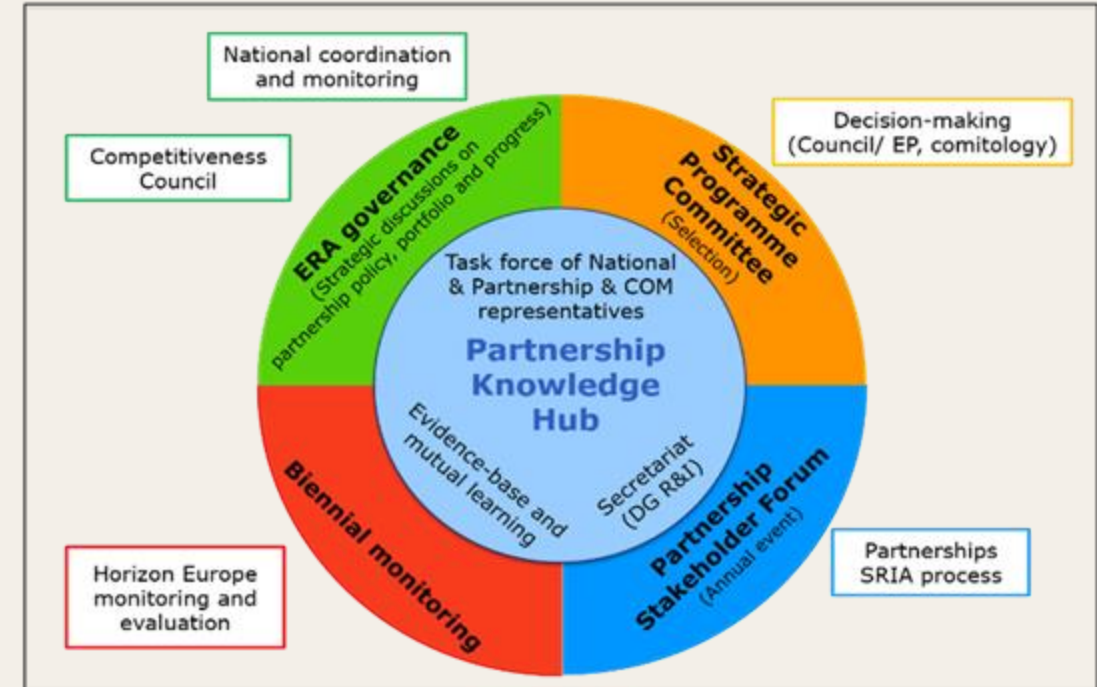 National coordination
and monitoring
Competitiveness
Council
Decision-making
(Council/ EP, comitology)
ERA governance
(Strategic discussions on
partnership policy, portfolio and progress)
Strategic
Programme
Committee
(Selection)
Task force of National
& Partnership & COM
representatives
Partnership
Knowledge
Hub
Evidence-base and
mutual learning
Secretariat
(DG R&I)
Biennial monitoring
Partnership
Stakeholder Forum
(Annual event)
Horizon Europe
monitoring and
evaluation
Partnerships
SRIA process